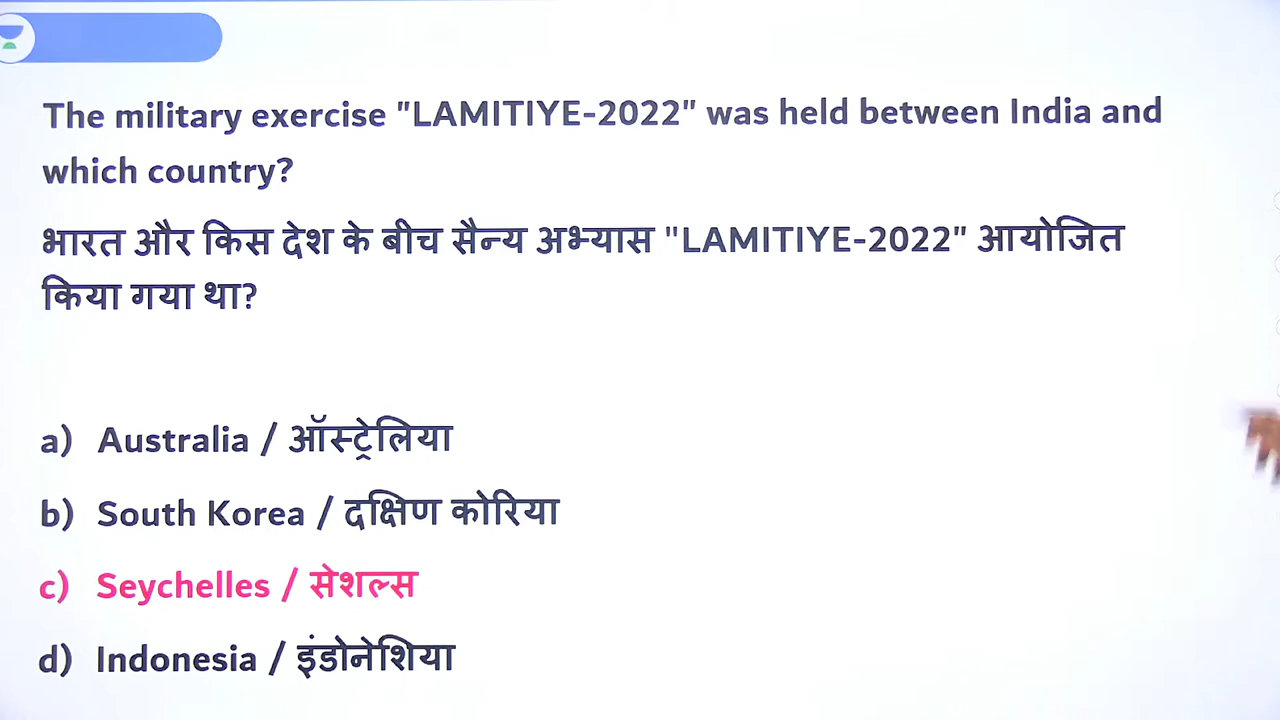 The military exercise "LAMITIYE-2022" was held between India and
which country?
भारत और किस देश के बीच सैन्य अभ्यास "LAMITIYE-2022" आयोजित
किया गया था?
a) Australia / ऑस्ट्रेलिया
b) South Korea / दक्षिण कोरिया
c) Seychelles / सेशल्स
d) Indonesia / इंडोनेशिया